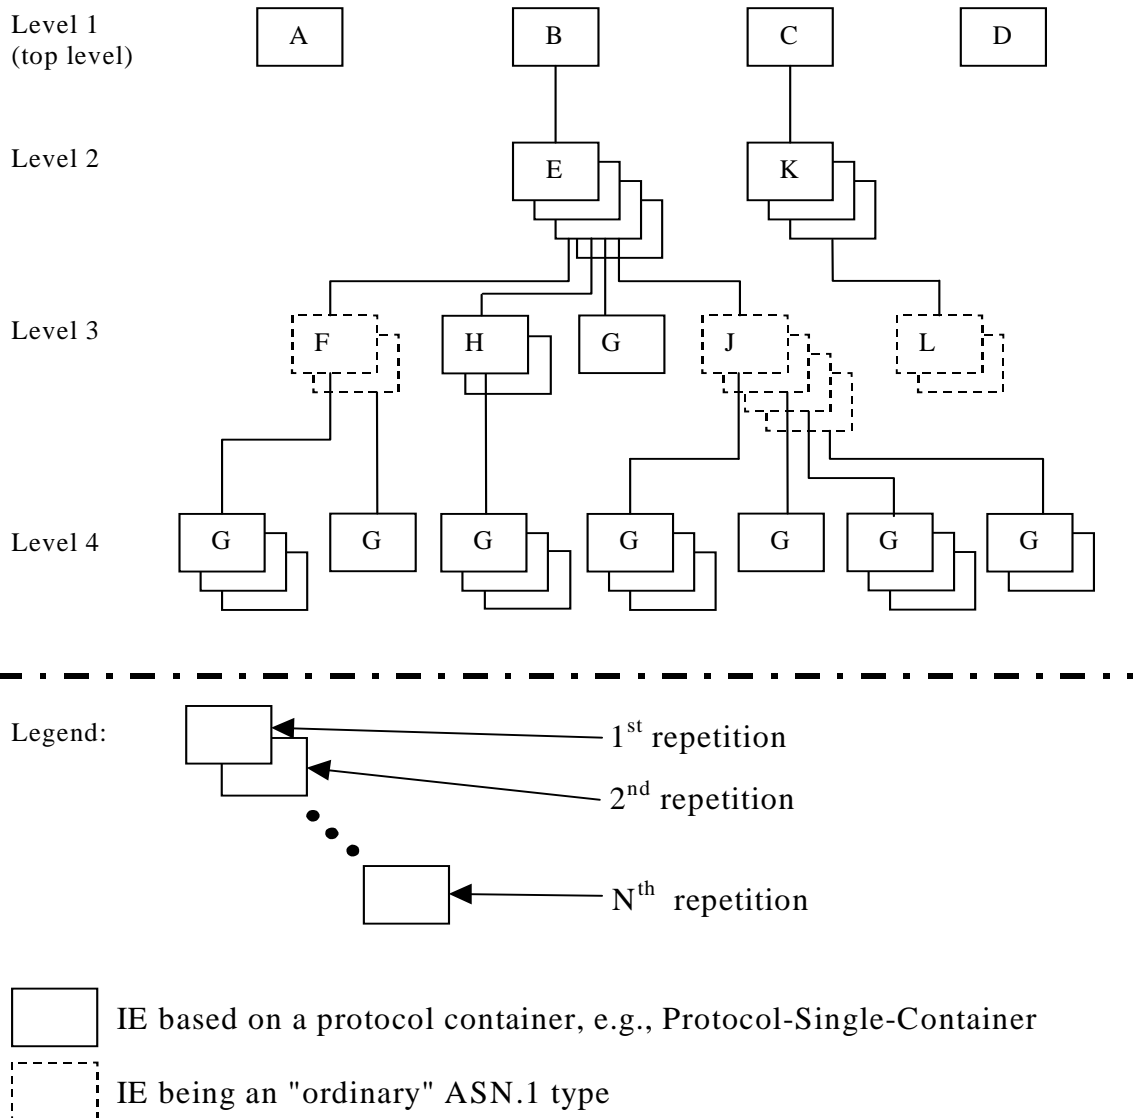 Level 1
(top level)
A B C D
Level 2
E K
Level 3
F H G J L
Level 4
G G G G G G G
Legend:
1st repetition
2nd repetition
Nth repetition
IE based on a protocol container, e.g., Protocol-Single-Container
IE being an "ordinary" ASN.1 type